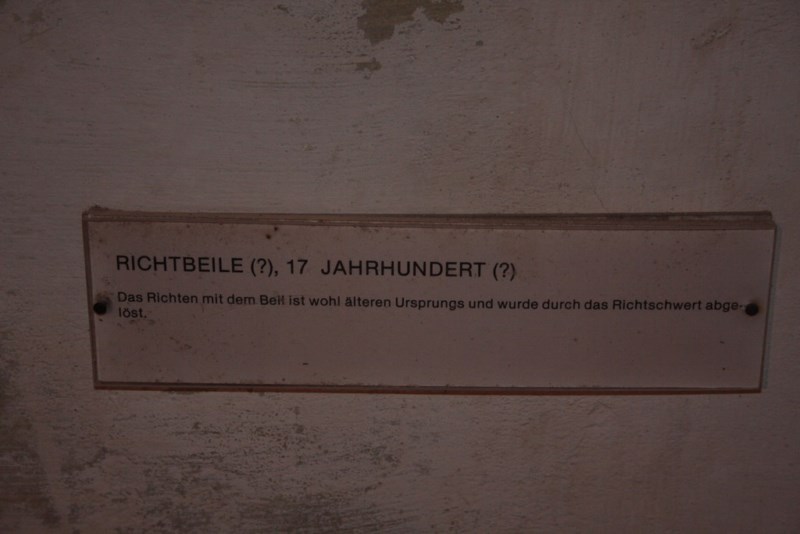 RICHTBEILE (?), 17 JAHRHUNDERT (?)
Das Richten mit dem Beil ist wohl älteren Ursprungs und wurde durch das Richtschwert abge-
löst.